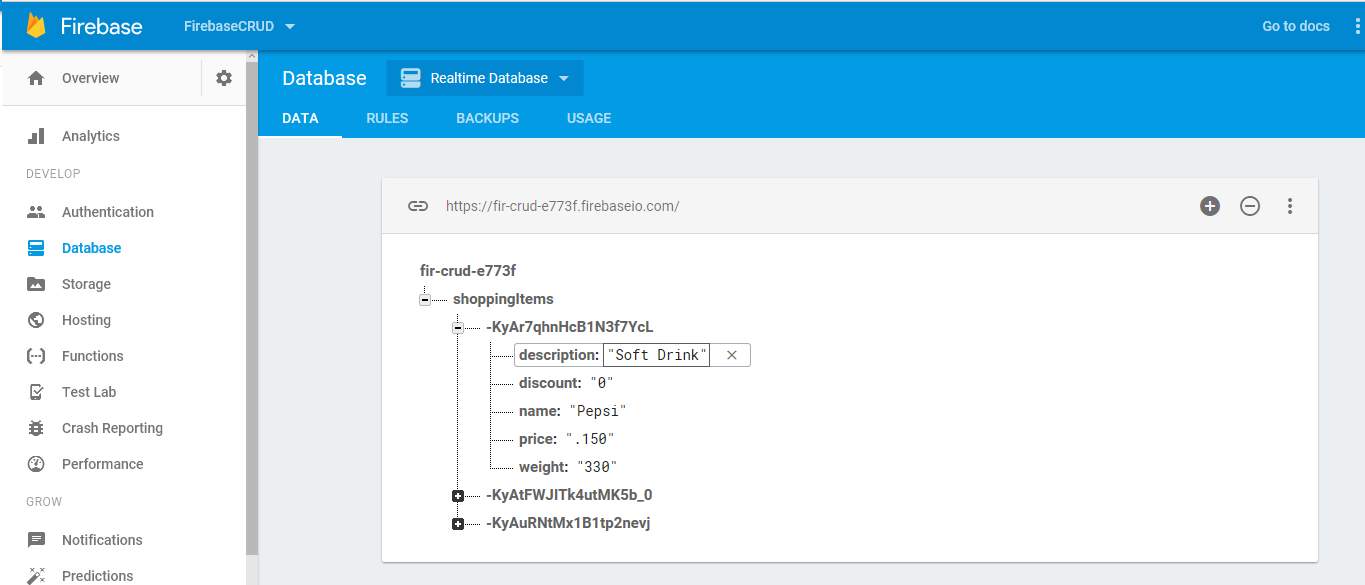 Firebase
FirebaseCRUD
Go to docs
Overview
Analytics
DEVELOP
Authentication
Database
Storage
Hosting
Functions
Test Lab
Crash Reporting
Performance
GROW
Notifications
Predictions
Database
Realtime Database
DATA RULES BACKUPS USAGE
https://fir-crud-e773f.firebaseio.com/
fir-crud-e773f
shoppingItems
-KyAr7qhnHcB1N3f7YcL
description: "Soft Drink"
discount: "0"
name: "Pepsi"
price: ".150"
weight: "330"
-KyAtFWJITk4utMK5b_0
-KyAuRNtMx1B1tp2nevj